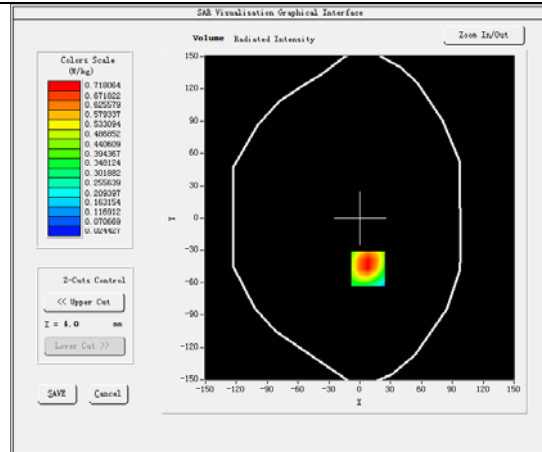 SAR Visualisation Graphical Interface
Volume Radiated Intensity
Zoom In/Out
Colors Scale
(W/kg)
0.718064
0.671822
0.625579
0.579337
0.533094
0.486852
0.440609
0.394367
0.348124
0.301882
0.255639
0.209397
0.163154
0.116912
0.070669
0.024427
150
120
90
60
30
0
-30
-60
-90
-120
-150
Y
-150 -120 -90 -60 -30 0 30 60 90 120 150
X
Z-Cuts Control
<< Upper Cut
Z = 4.0 mm
Lower Cut >>
SAVE Cancel